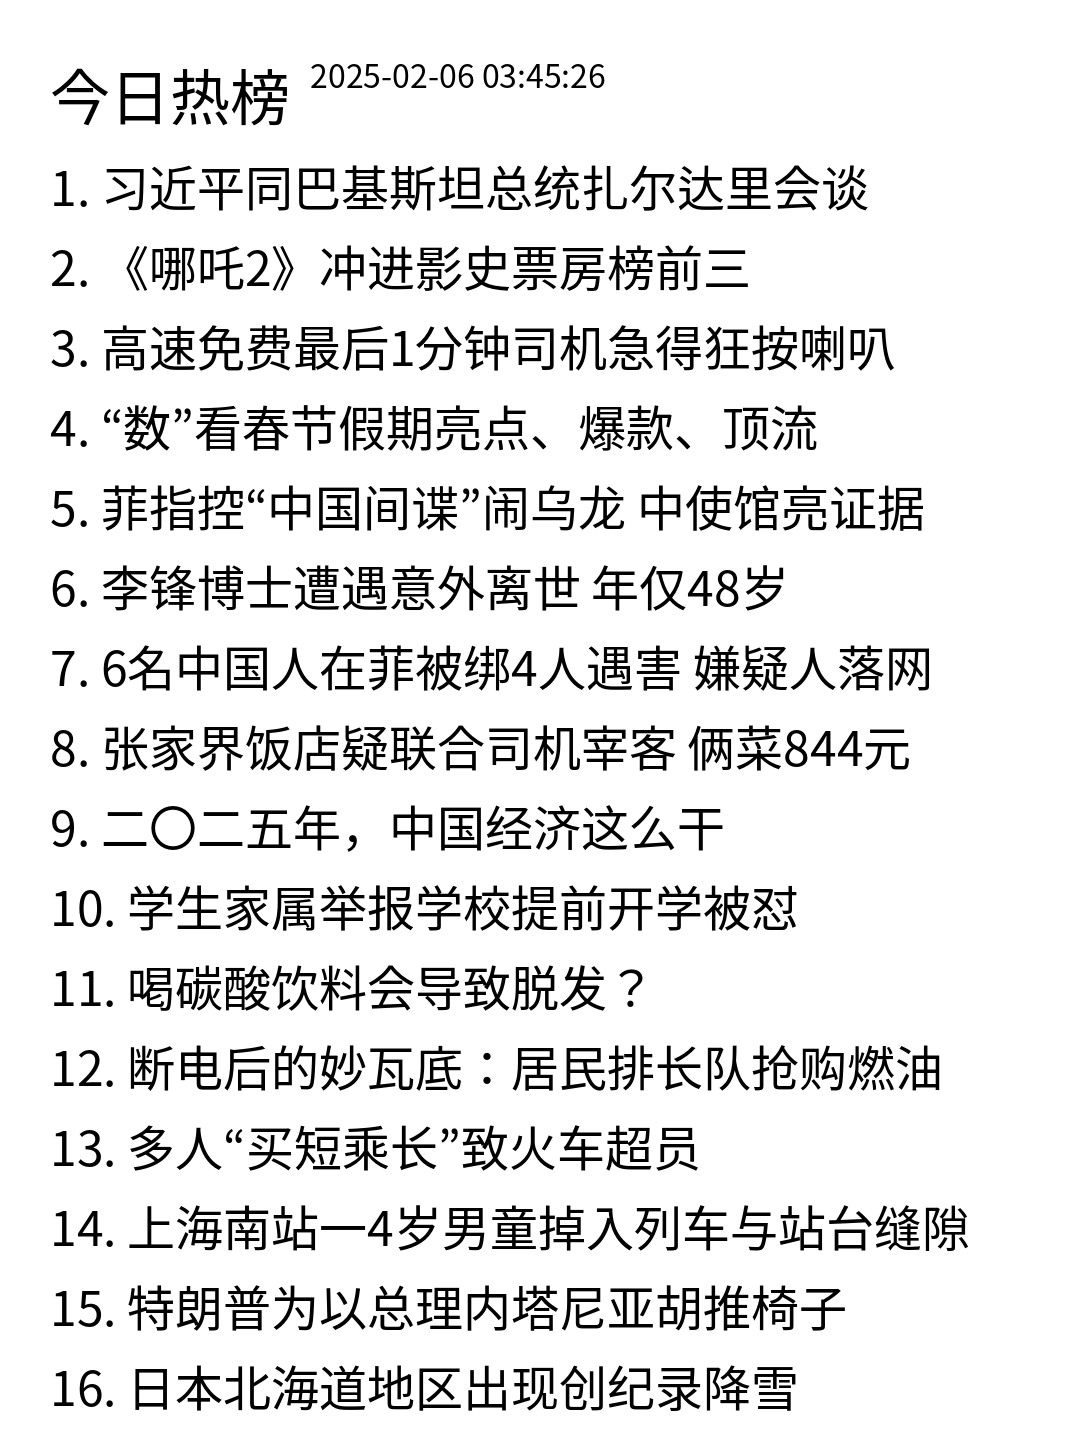 今日热榜 2025-02-06 03:45:26
1. 习近平同巴基斯坦总统扎尔达里会谈
2. 《哪吒2》冲进影史票房榜前三
3. 高速免费最后1分钟司机急得狂按喇叭
4. “数”看春节假期亮点、爆款、顶流
5. 菲指控“中国间谍”闹乌龙 中使馆亮证据
6. 李锋博士遭遇意外离世 年仅48岁
7. 6名中国人在菲被绑4人遇害 嫌疑人落网
8. 张家界饭店疑联合司机宰客 俩菜844元
9. 二〇二五年，中国经济这么干
10. 学生家属举报学校提前开学被怼
11. 喝碳酸饮料会导致脱发？
12. 断电后的妙瓦底：居民排长队抢购燃油
13. 多人“买短乘长”致火车超员
14. 上海南站一4岁男童掉入列车与站台缝隙
15. 特朗普为以总理内塔尼亚胡推椅子
16. 日本北海道地区出现创纪录降雪